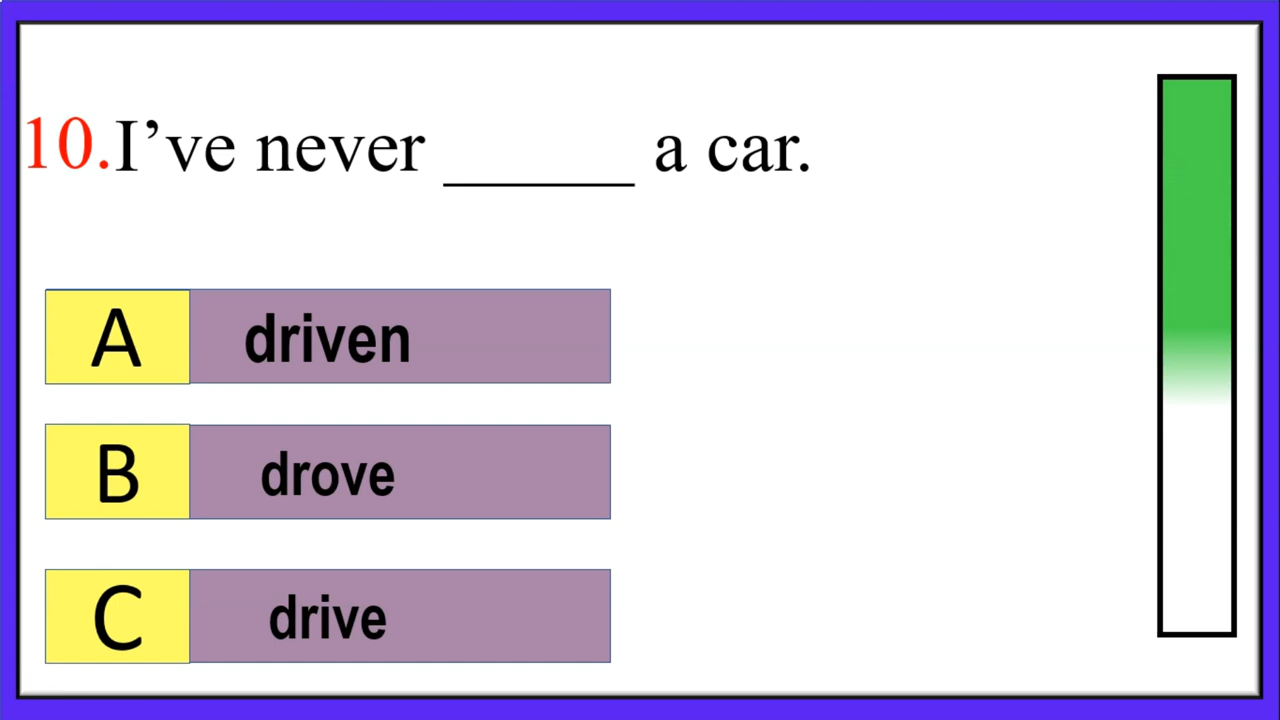 10.I’ve never ______ a car.
A driven
B drove
C drive